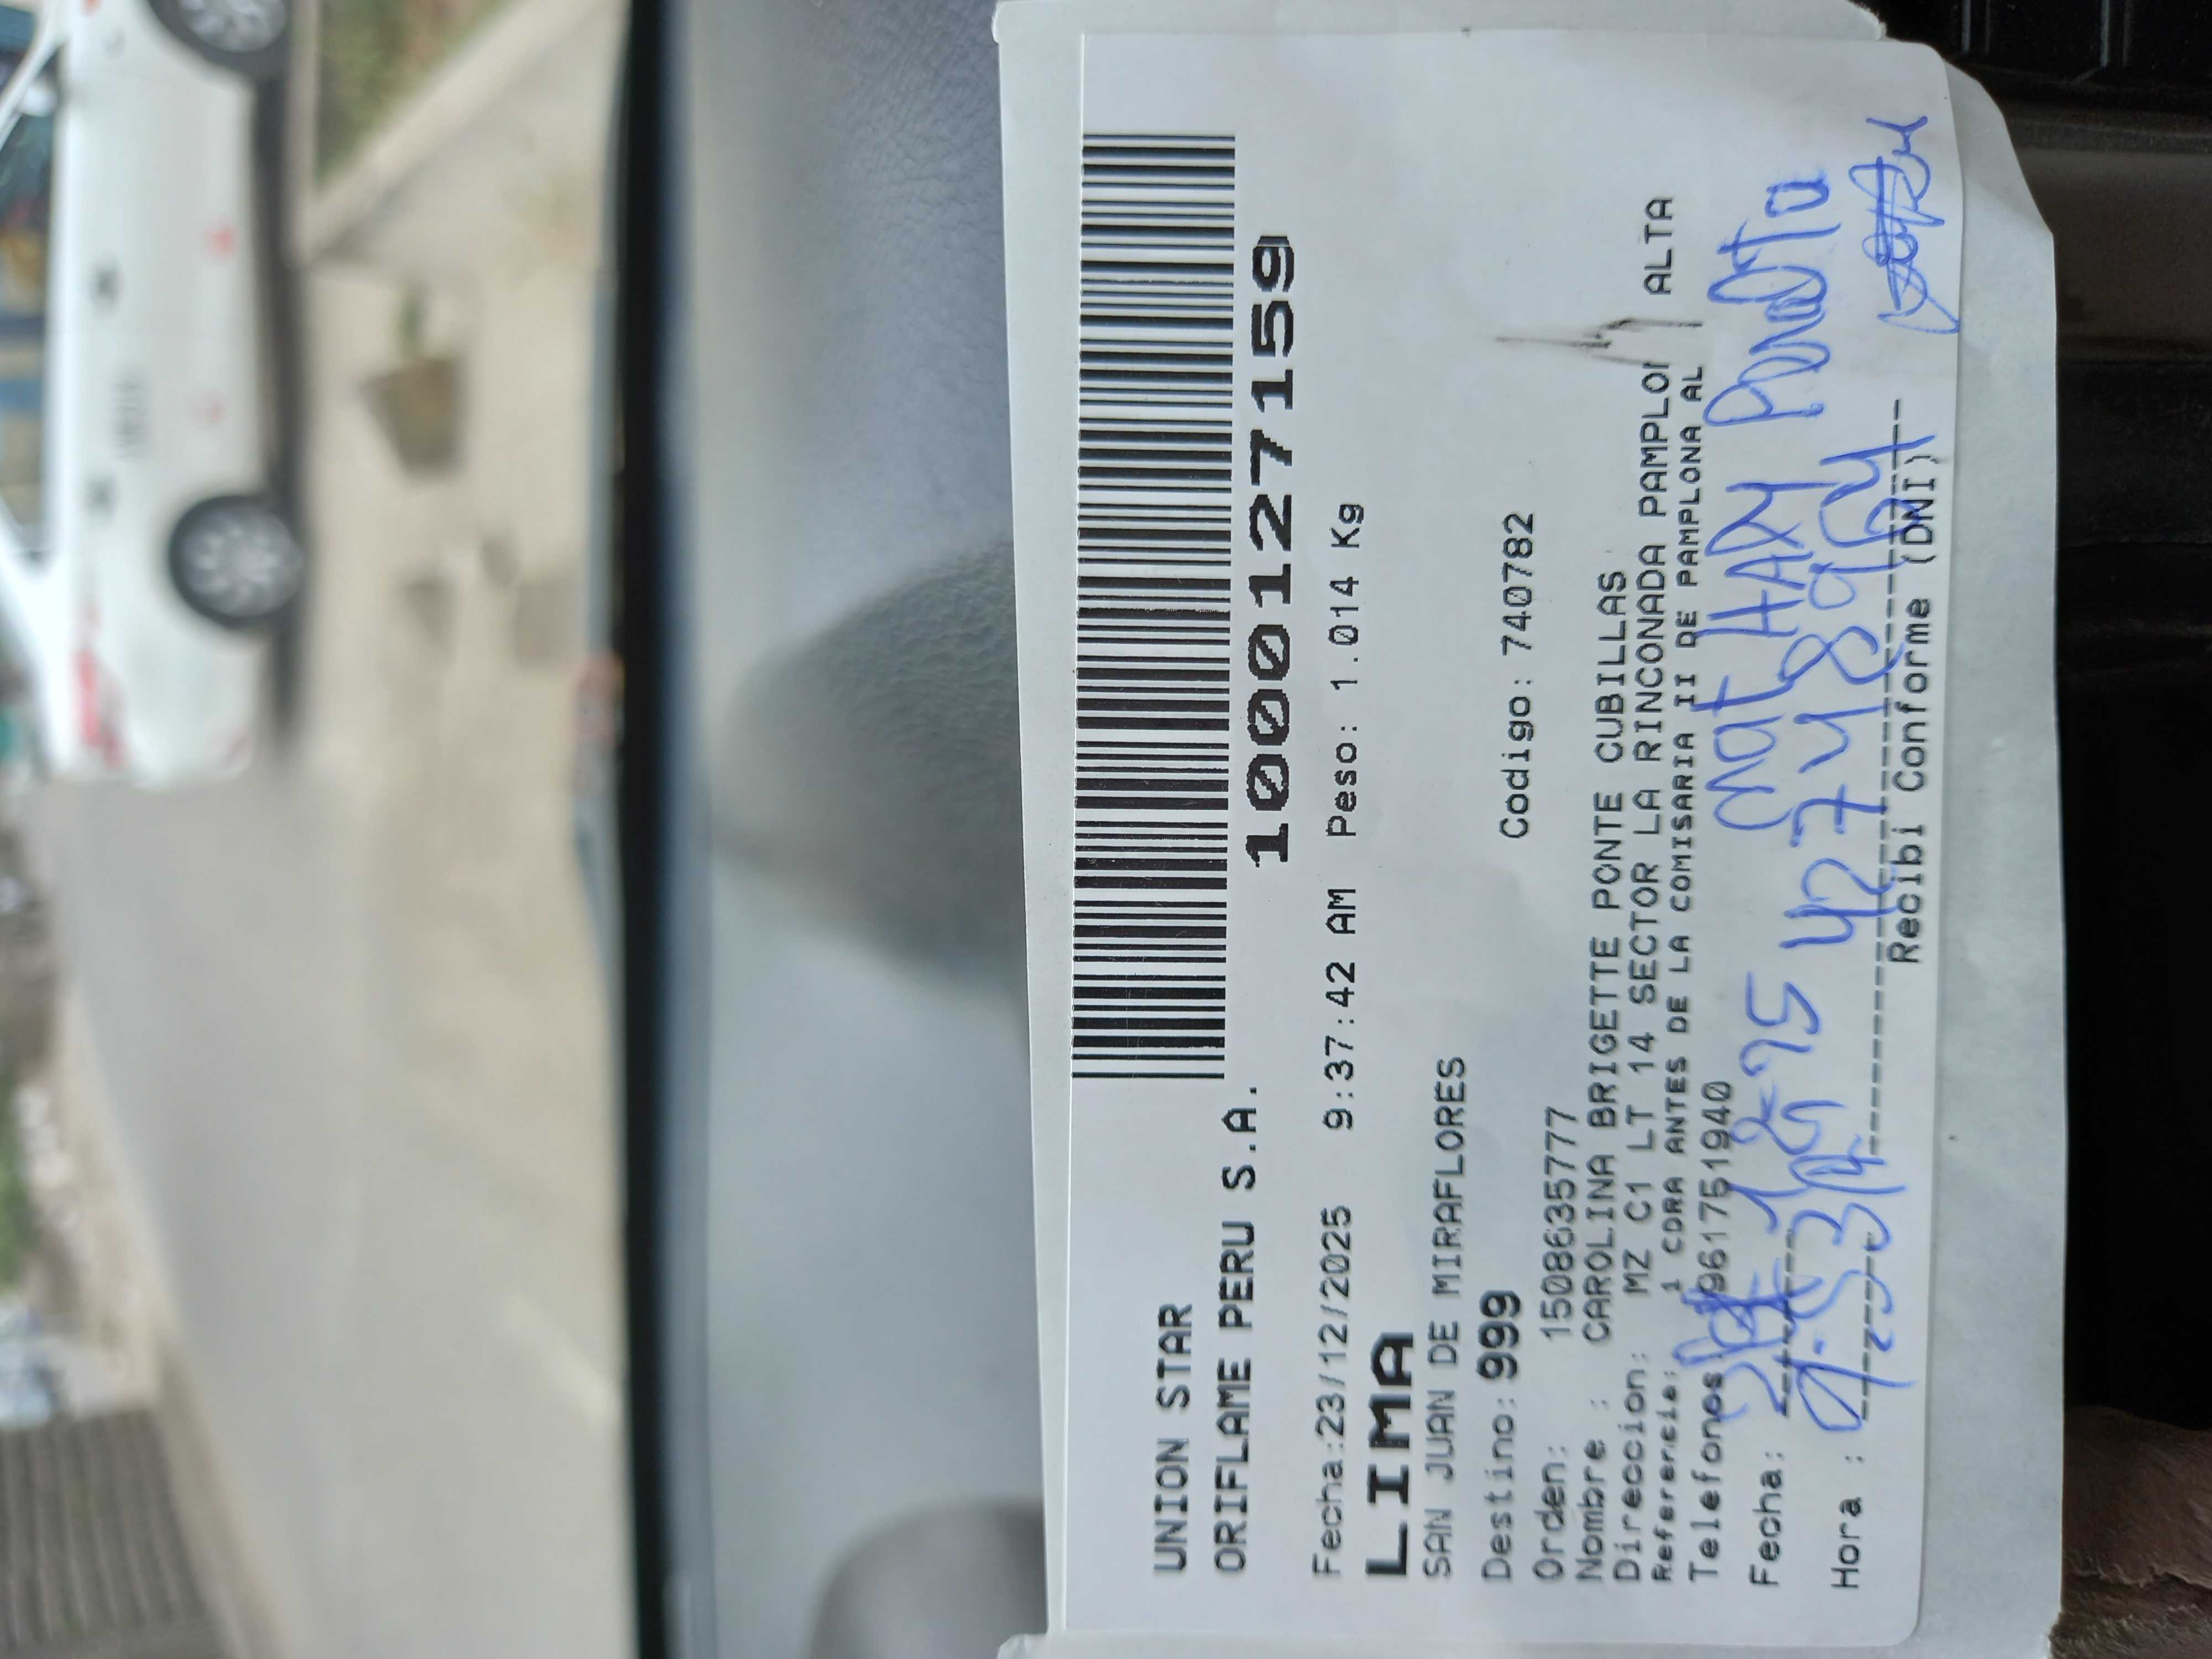 UNION STAR
ORIFLAME PERU S.A.
10001277159
Fecha:23/12/2025 9:37:42 AM Peso: 1.014 Kg
LIMA
SAN JUAN DE MIRAFLORES
Destino: 999 Codigo: 740782
Orden: 1508635777
Nombre : CAROLINA BRIGETTE PONTE CUBILLAS
Direccion: MZ C1 LT 14 SECTOR LA RINCONADA PAMPLO ALTA
Referencia: 1 CDRA ANTES DE LA COMISARIA II DE PAMPLONA AL
Telefonos 961751940
Fecha:
Hora :
Recibi Conforme (DNI)